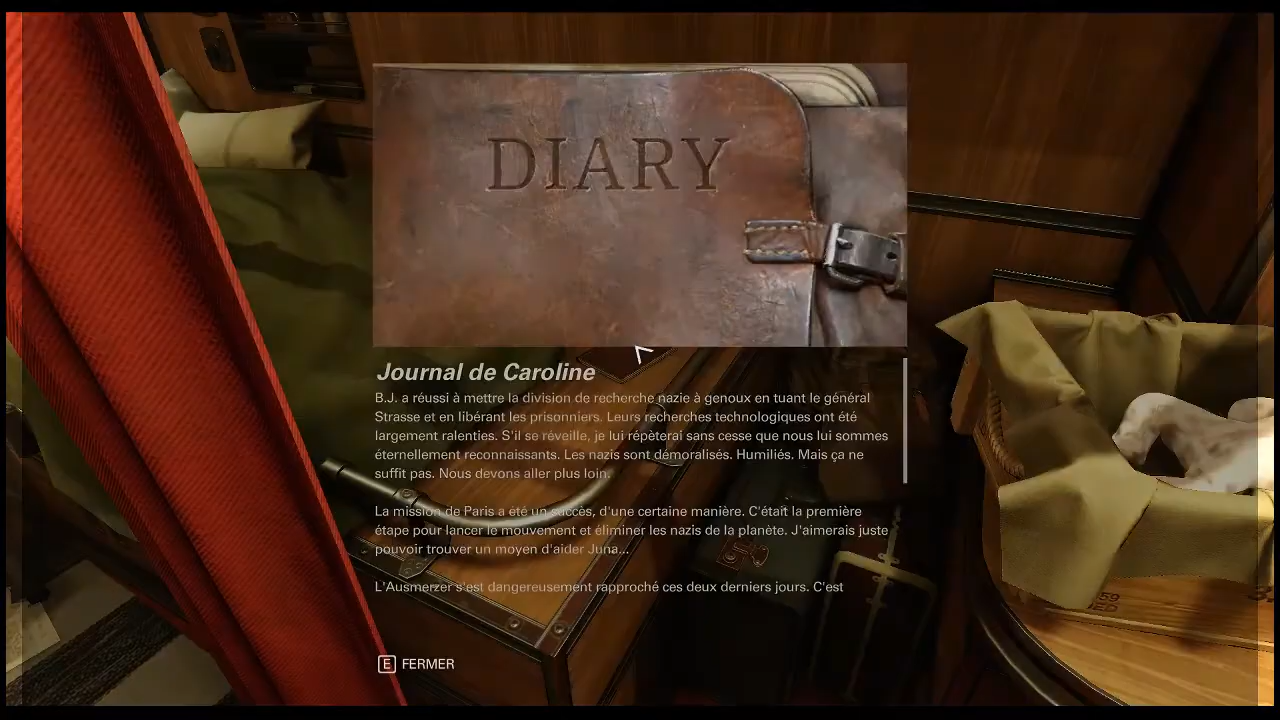 DIARY
Journal de Caroline
B.J. a réussi à mettre la division de recherche nazie à genoux en tuant le général
Strasse et en libérant les prisonniers. Leurs recherches technologiques ont été
largement ralenties. S'il se réveille, je lui répèterai sans cesse que nous lui sommes
éternellement reconnaissants. Les nazis sont démoralisés. Humiliés. Mais ça ne
suffit pas. Nous devons aller plus loin.
La mission de Paris a été un succès, d'une certaine manière. C'était la première
étape pour lancer le mouvement et éliminer les nazis de la planète. J'aimerais juste
pouvoir trouver un moyen d'aider Juna...
L'Ausmerzer s'est dangereusement rapproché ces deux derniers jours. C'est
E FERMER